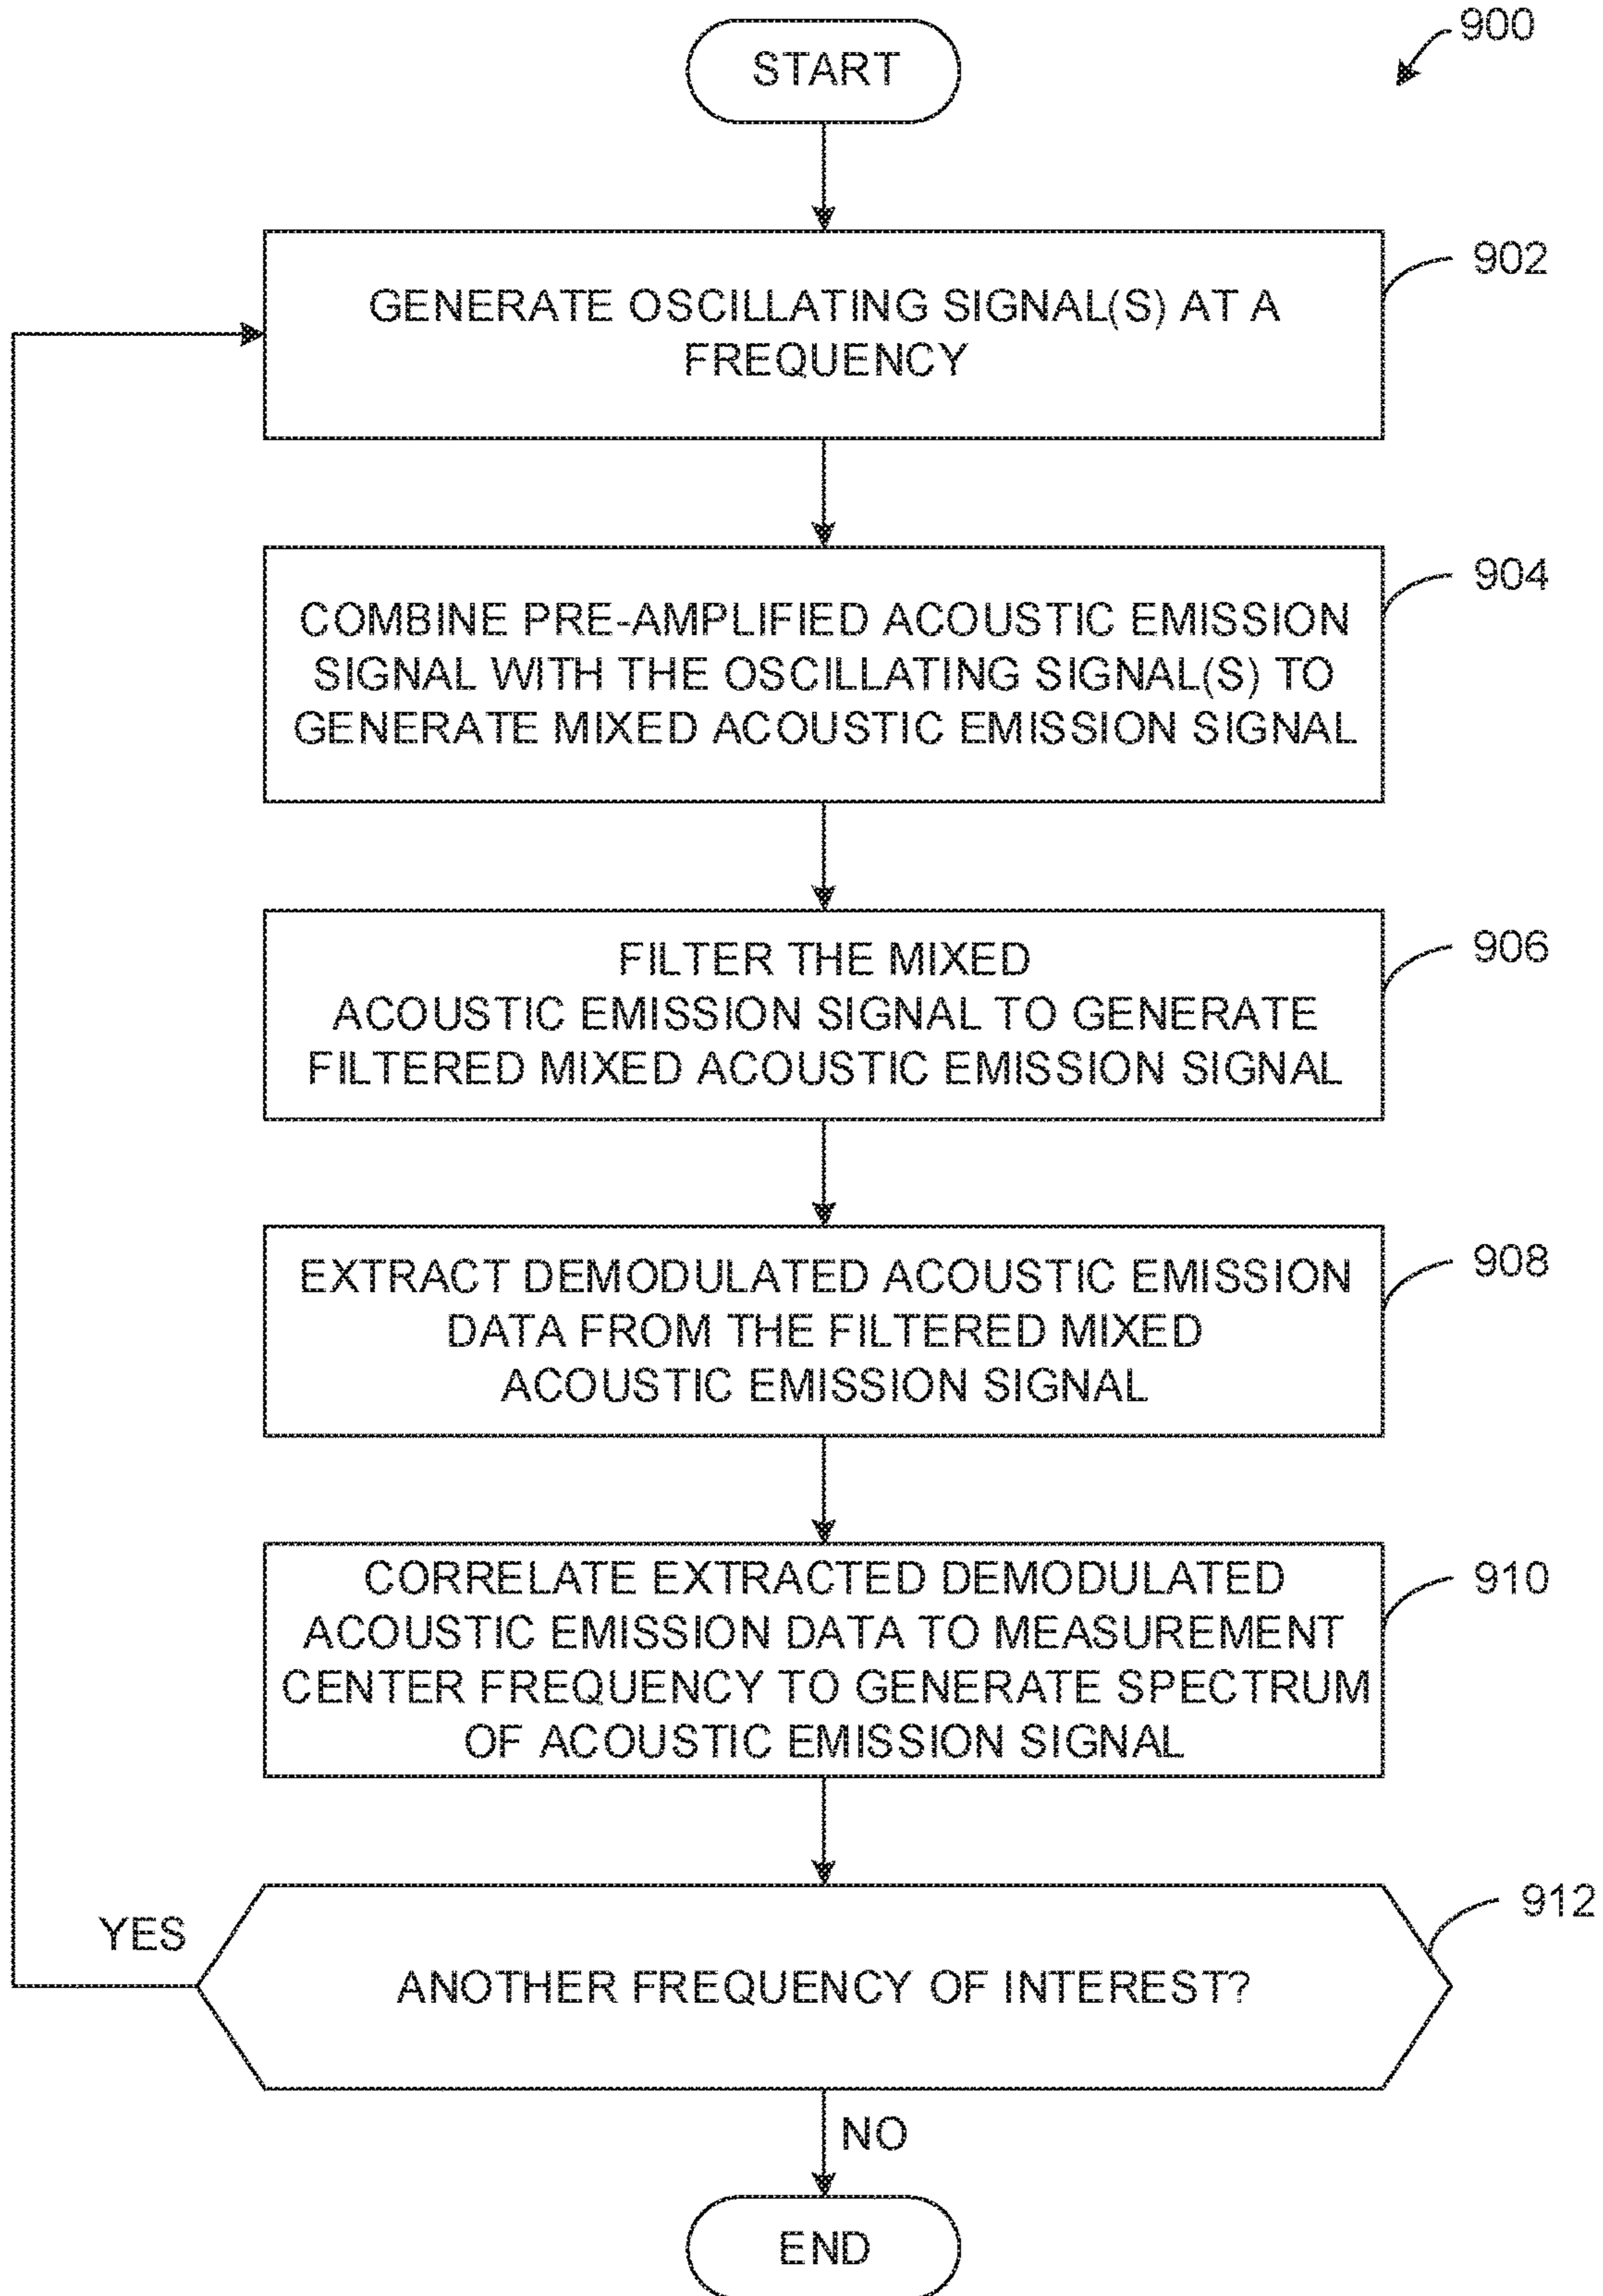 900
START
902
GENERATE OSCILLATING SIGNAL(S) AT A
FREQUENCY
904
COMBINE PRE-AMPLIFIED ACOUSTIC EMISSION
SIGNAL WITH THE OSCILLATING SIGNAL(S) TO
GENERATE MIXED ACOUSTIC EMISSION SIGNAL
906
FILTER THE MIXED
ACOUSTIC EMISSION SIGNAL TO GENERATE
FILTERED MIXED ACOUSTIC EMISSION SIGNAL
908
EXTRACT DEMODULATED ACOUSTIC EMISSION
DATA FROM THE FILTERED MIXED
ACOUSTIC EMISSION SIGNAL
910
CORRELATE EXTRACTED DEMODULATED
ACOUSTIC EMISSION DATA TO MEASUREMENT
CENTER FREQUENCY TO GENERATE SPECTRUM
OF ACOUSTIC EMISSION SIGNAL
912
YES
ANOTHER FREQUENCY OF INTEREST?
NO
END